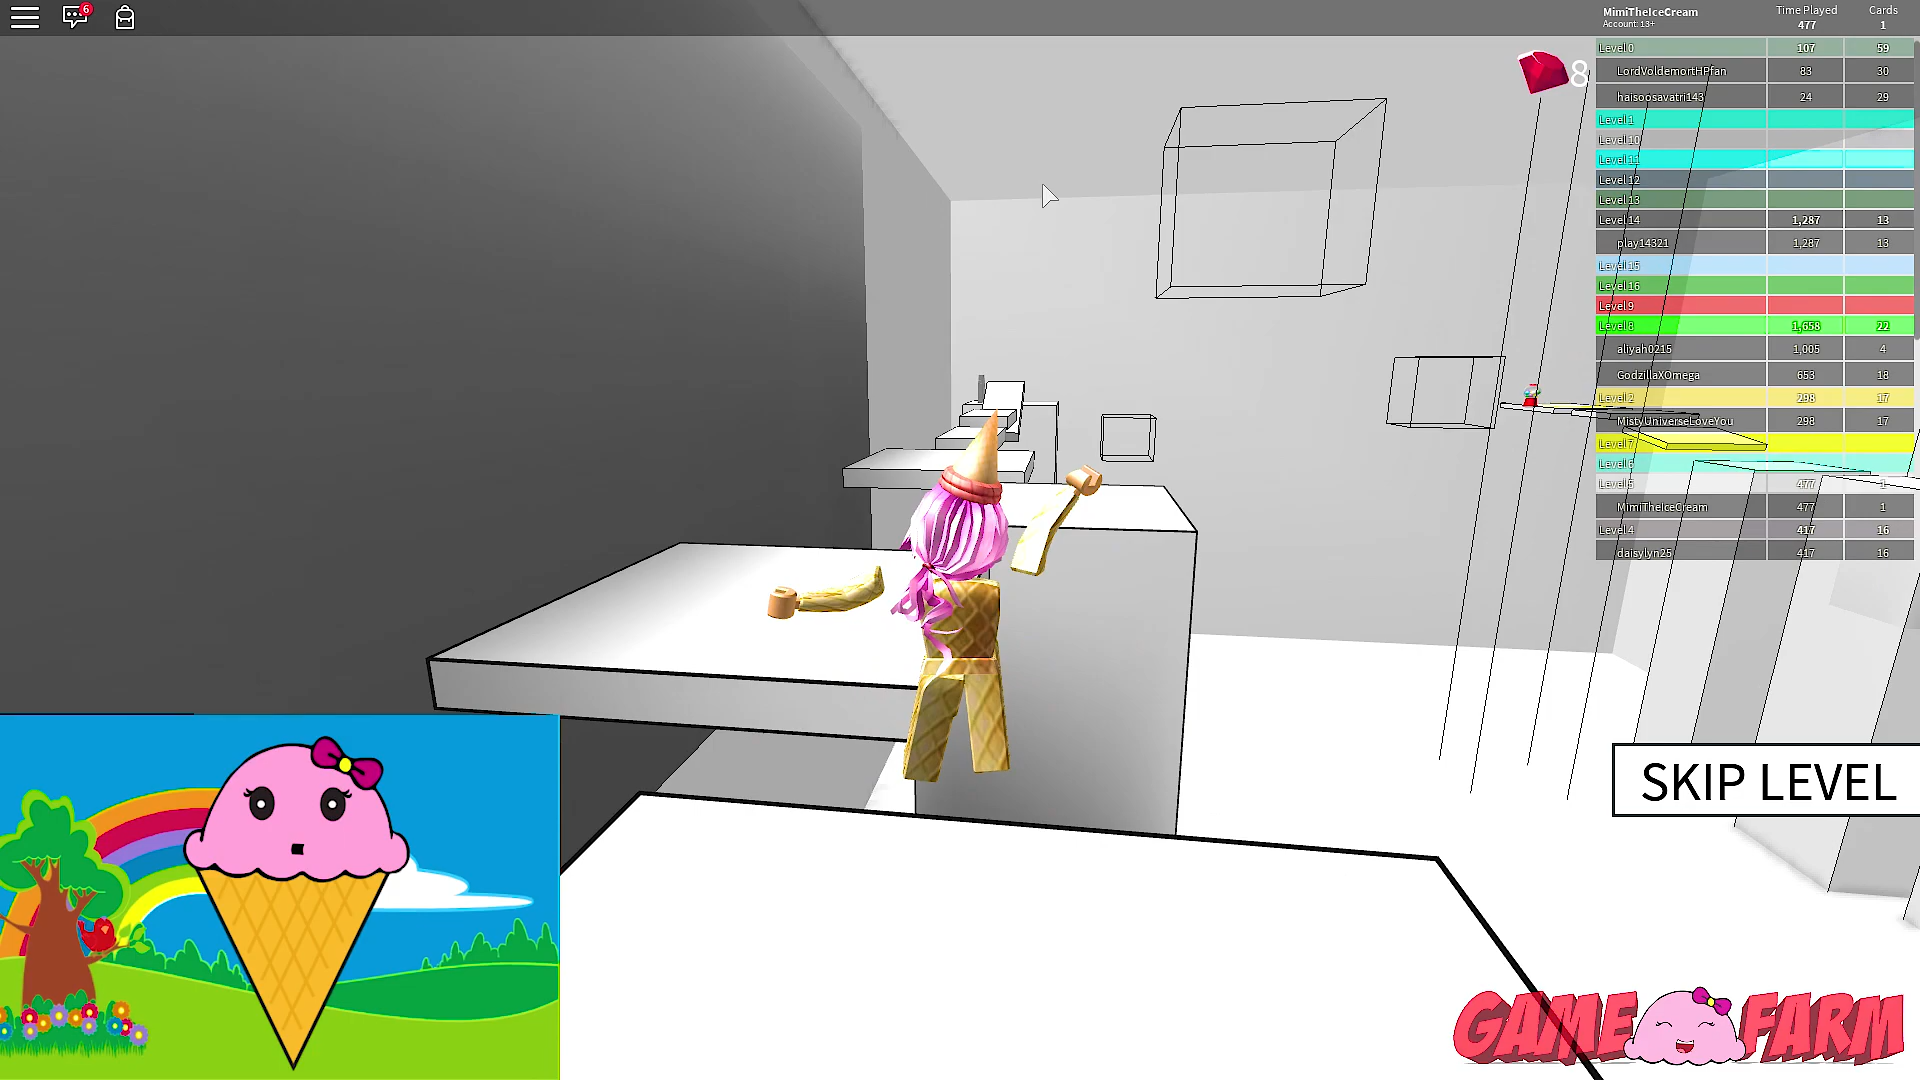 6
MimiTheIceCream
Account: 13+
Time Played
477
Cards
1
8
Level 0 107 59
LordVoldemortHPfan 83 30
haisoosavatri143 24 29
Level 1
Level 10
Level 11
Level 12
Level 13
Level 14 1,287 13
play14321 1,287 13
Level 15
Level 16
Level 9
Level 8 1,658 22
aliyah0215 1,005 4
GodzillaXOmega 653 18
Level 2 298 17
MistyUniverseLoveYou 298 17
Level 7
Level 6
Level 5 477 1
MimiTheIceCream 477 1
Level 4 417 16
daisylyn25 417 16
SKIP LEVEL
GAME FARM